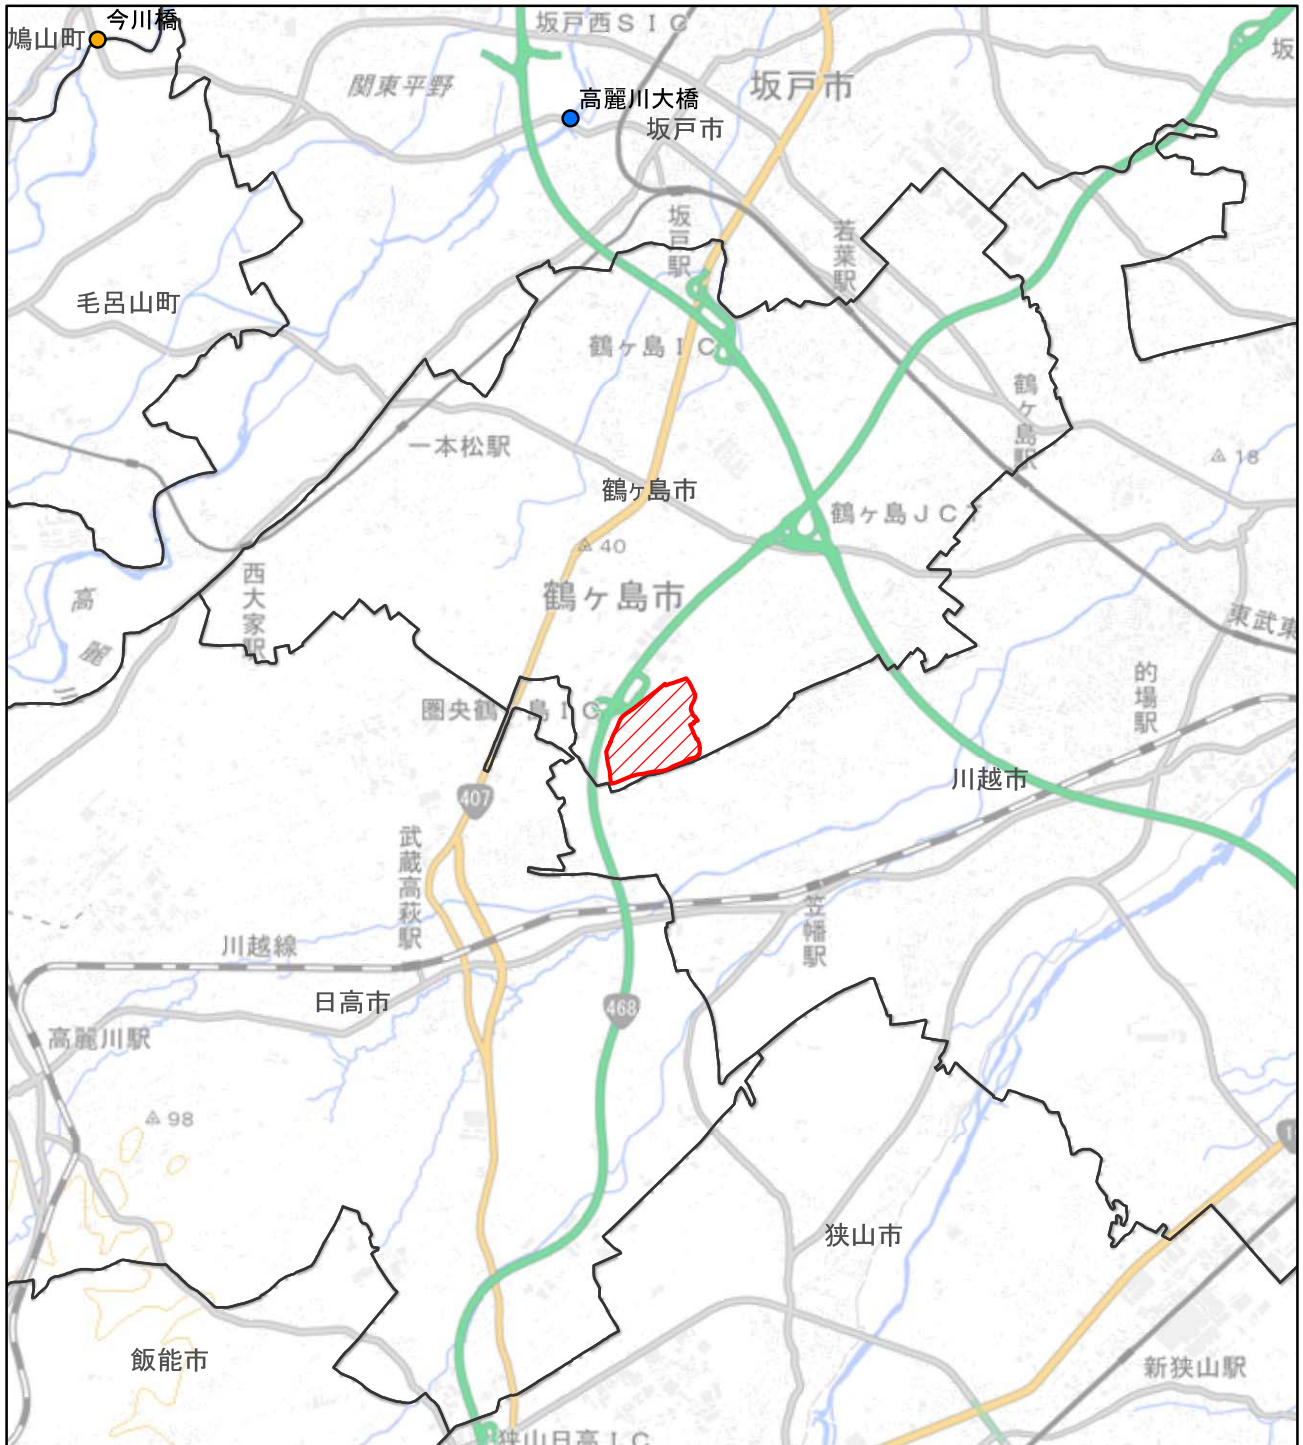 今川橋
鳩山町
坂戸西ＳＩＣ
坂
関東平野
坂戸市
高麗川大橋
坂戸市
坂戸駅
若葉駅
毛呂山町
鶴ヶ島ＩＣ
鶴ヶ島駅
一本松駅
18
鶴ヶ島市
鶴ヶ島ＪＣＴ
40
西大家駅
高麗川
鶴ヶ島市
東武東
的場駅
圏央鶴ヶ島ＩＣ
川越市
407
武蔵高萩駅
笠幡駅
川越線
日高市
468
高麗川駅
98
狭山市
飯能市
新狭山駅
狭山日高ＩＣ